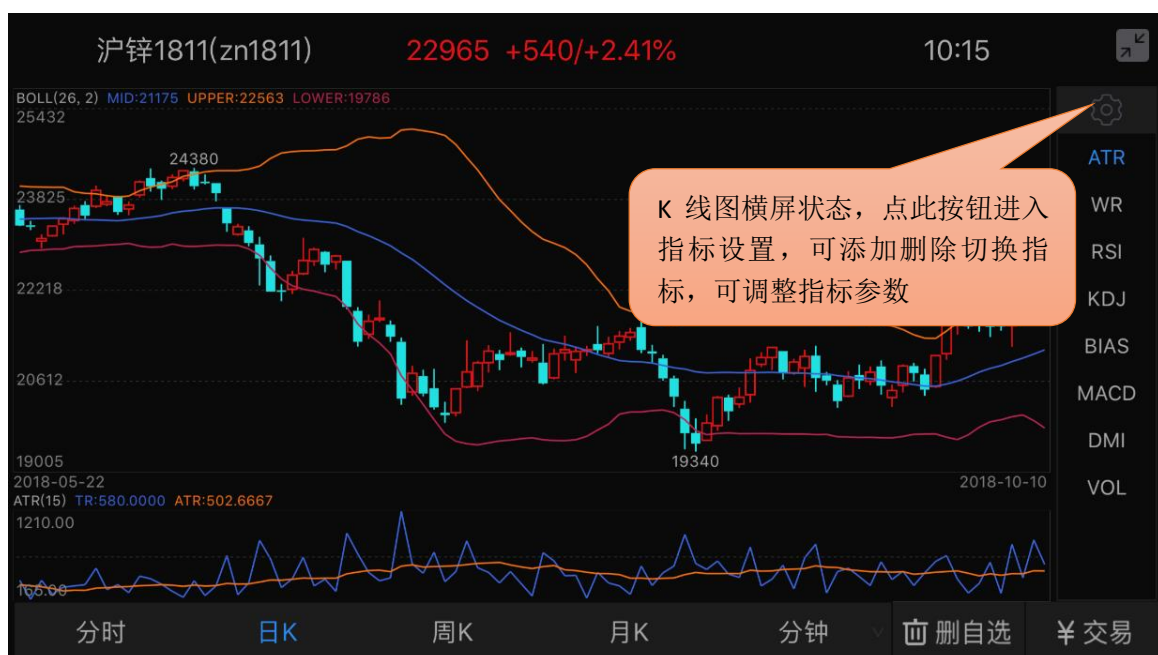 沪锌1811(zn1811) 22965 +540/+2.41% 10:15
BOLL(26, 2) MID:21175 UPPER:22563 LOWER:19786
25432
24380
23825
22218
20612
19005
19340
2018-05-22 2018-10-10
ATR(15) TR:580.0000 ATR:502.6667
1210.00
165.00
K 线图横屏状态，点此按钮进入
指标设置，可添加删除切换指
标，可调整指标参数
ATR
WR
RSI
KDJ
BIAS
MACD
DMI
VOL
分时 日K 周K 月K 分钟 删自选 ¥ 交易